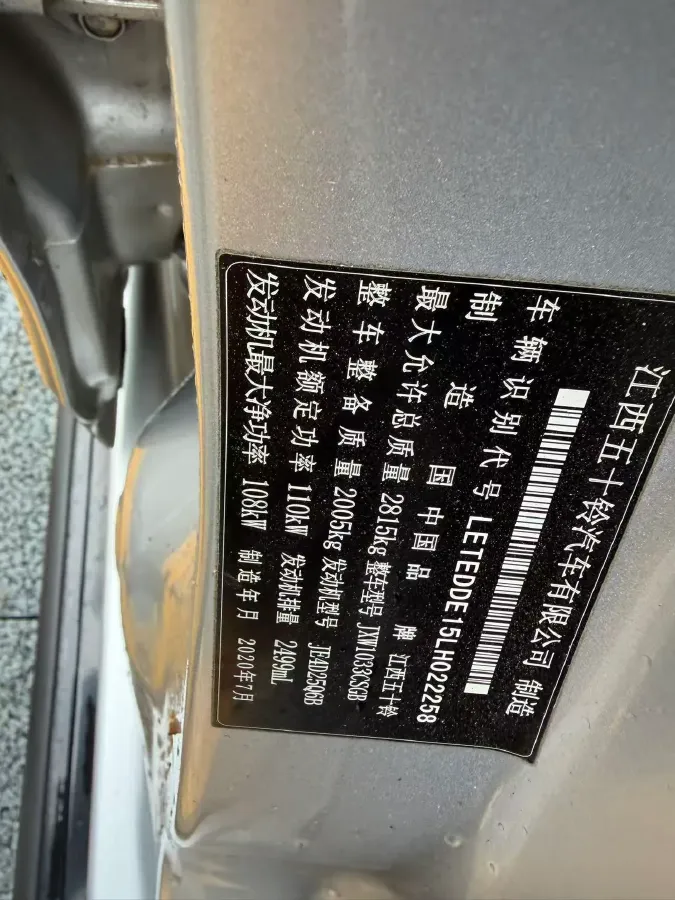 江西五十铃汽车有限公司 制造
车辆识别代号 LETEDDE15LH022258
制造国 中国 品牌 江西五十铃
最大允许总质量 2815kg 整车型号 JXW1033CSGB
整车整备质量 2005kg 发动机型号 JE4D25Q6B
发动机额定功率 110kW 发动机排量 2499mL
发动机最大净功率 108kW 制造年月 2020年7月